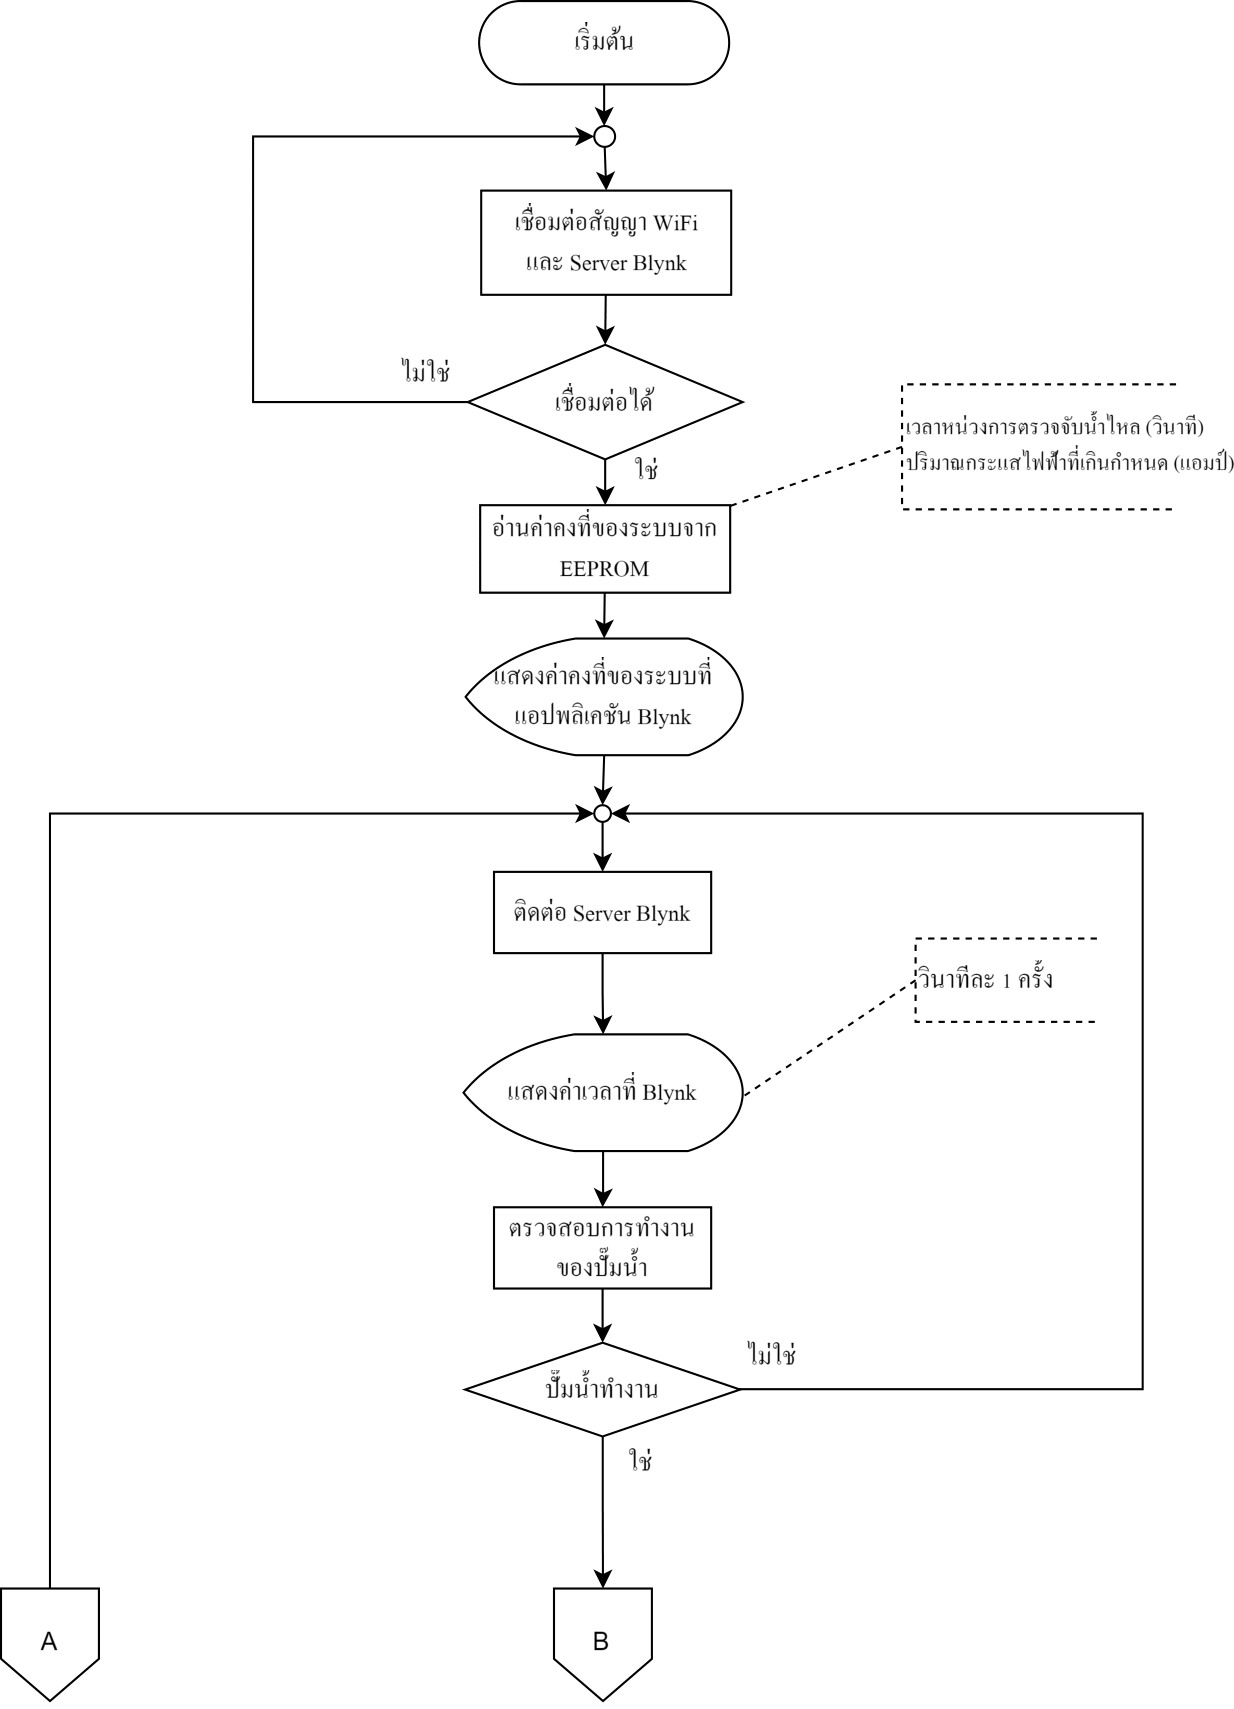 เริ่มต้น
เชื่อมต่อสัญญา WiFi
และ Server Blynk
ไม่ใช่
เชื่อมต่อได้
ใช่
เวลาหน่วงการตรวจจับน้ำไหล (วินาที)
ปริมาณกระแสไฟฟ้าที่เกินกำหนด (แอมป์)
อ่านค่าคงที่ของระบบจาก
EEPROM
แสดงค่าคงที่ของระบบที่
แอปพลิเคชัน Blynk
ติดต่อ Server Blynk
วินาทีละ 1 ครั้ง
แสดงค่าเวลาที่ Blynk
ตรวจสอบการทำงาน
ของปั๊มน้ำ
ไม่ใช่
ปั๊มน้ำทำงาน
ใช่
A
B